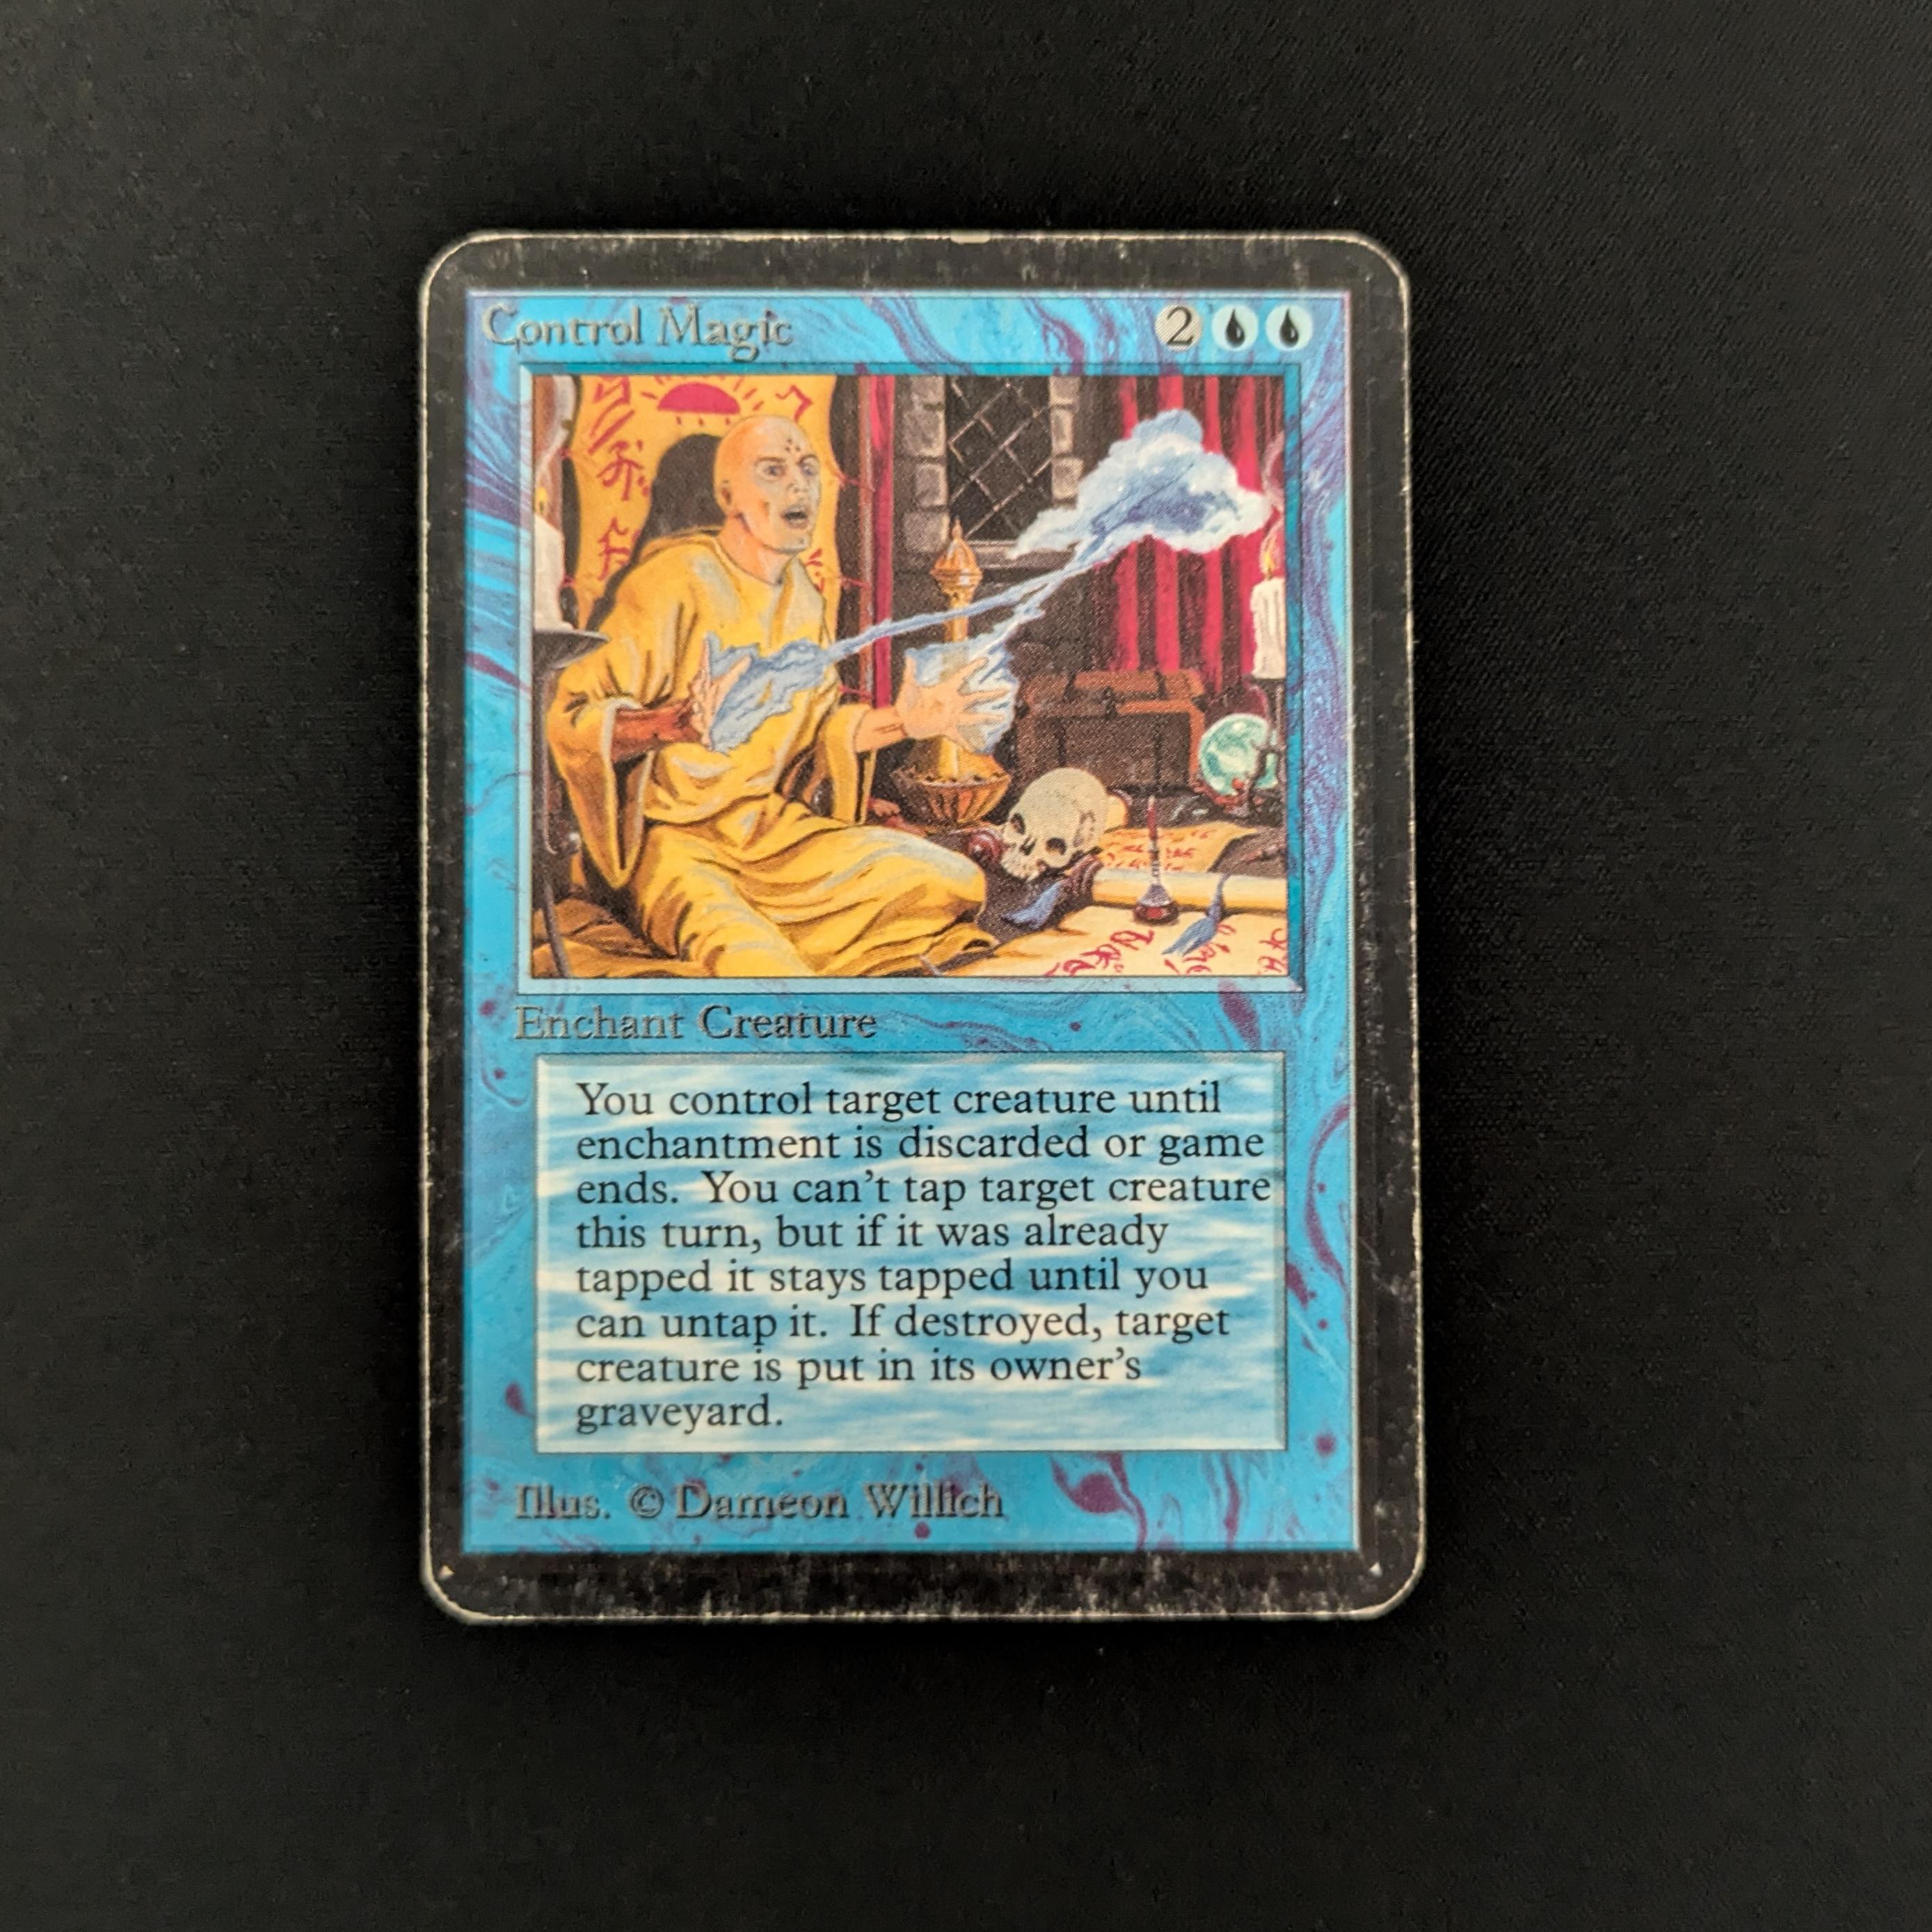 Control Magic 2
Enchant Creature
You control target creature until
enchantment is discarded or game
ends. You can't tap target creature
this turn, but if it was already
tapped it stays tapped until you
can untap it. If destroyed, target
creature is put in its owner's
graveyard.
Illus. © Dameon Willich